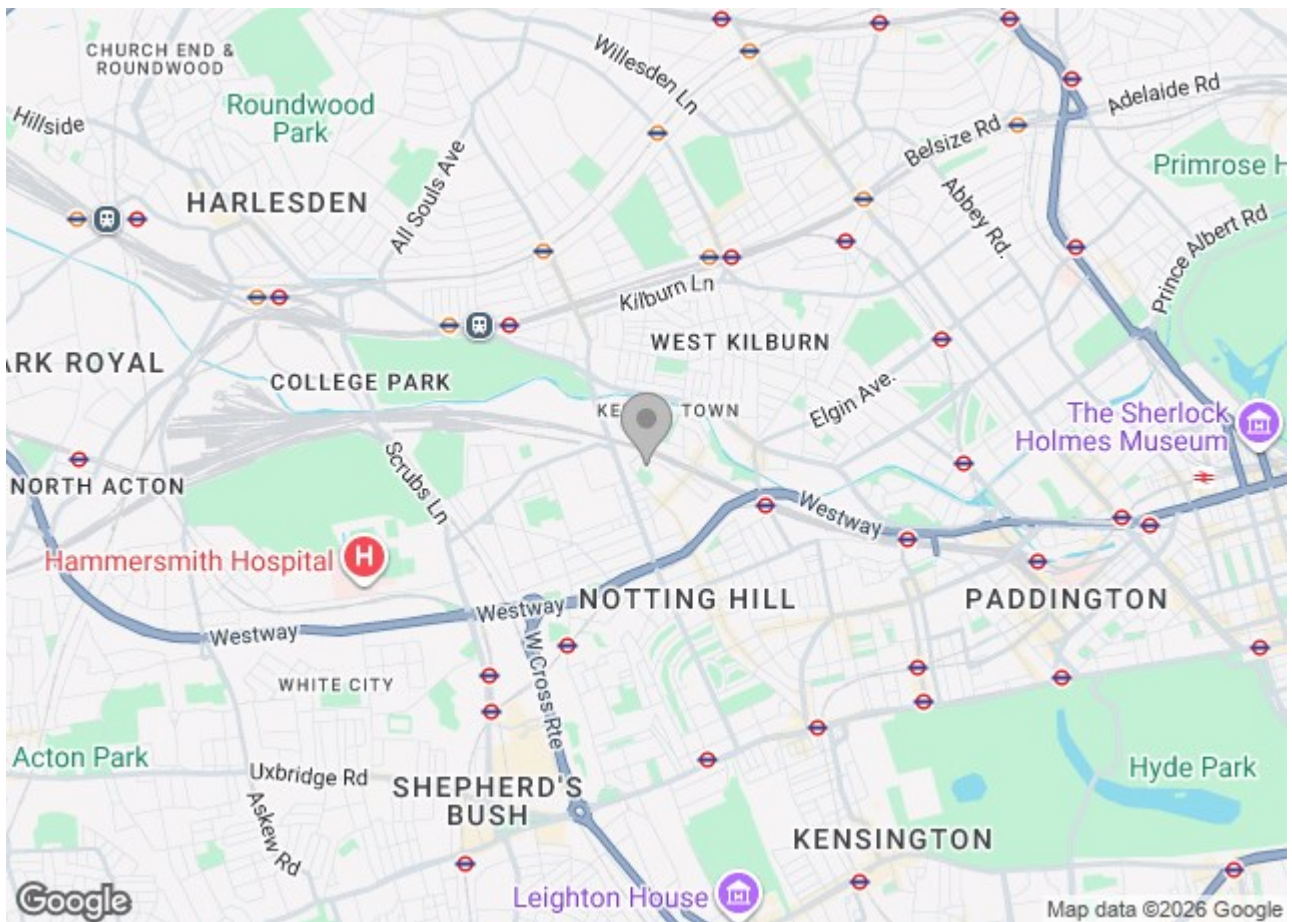 CHURCH END &
ROUNDWOOD
Willesden Ln
Adelaide Rd
Roundwood
Park
Hillside
Belsize Rd
Primrose H
All Souls Ave
HARLESDEN
Abbey Rd.
Prince Albert Rd
Kilburn Ln
WEST KILBURN
ARK ROYAL
COLLEGE PARK
Elgin Ave.
KE TOWN
The Sherlock
Holmes Museum
Scrubs Ln
NORTH ACTON
Westway
Hammersmith Hospital
H
NOTTING HILL
PADDINGTON
Westway
Westway
W Cross Rte
WHITE CITY
Acton Park
Uxbridge Rd
Hyde Park
SHEPHERD'S
BUSH
Askew Rd
KENSINGTON
Leighton House
Google
Map data ©2026 Google